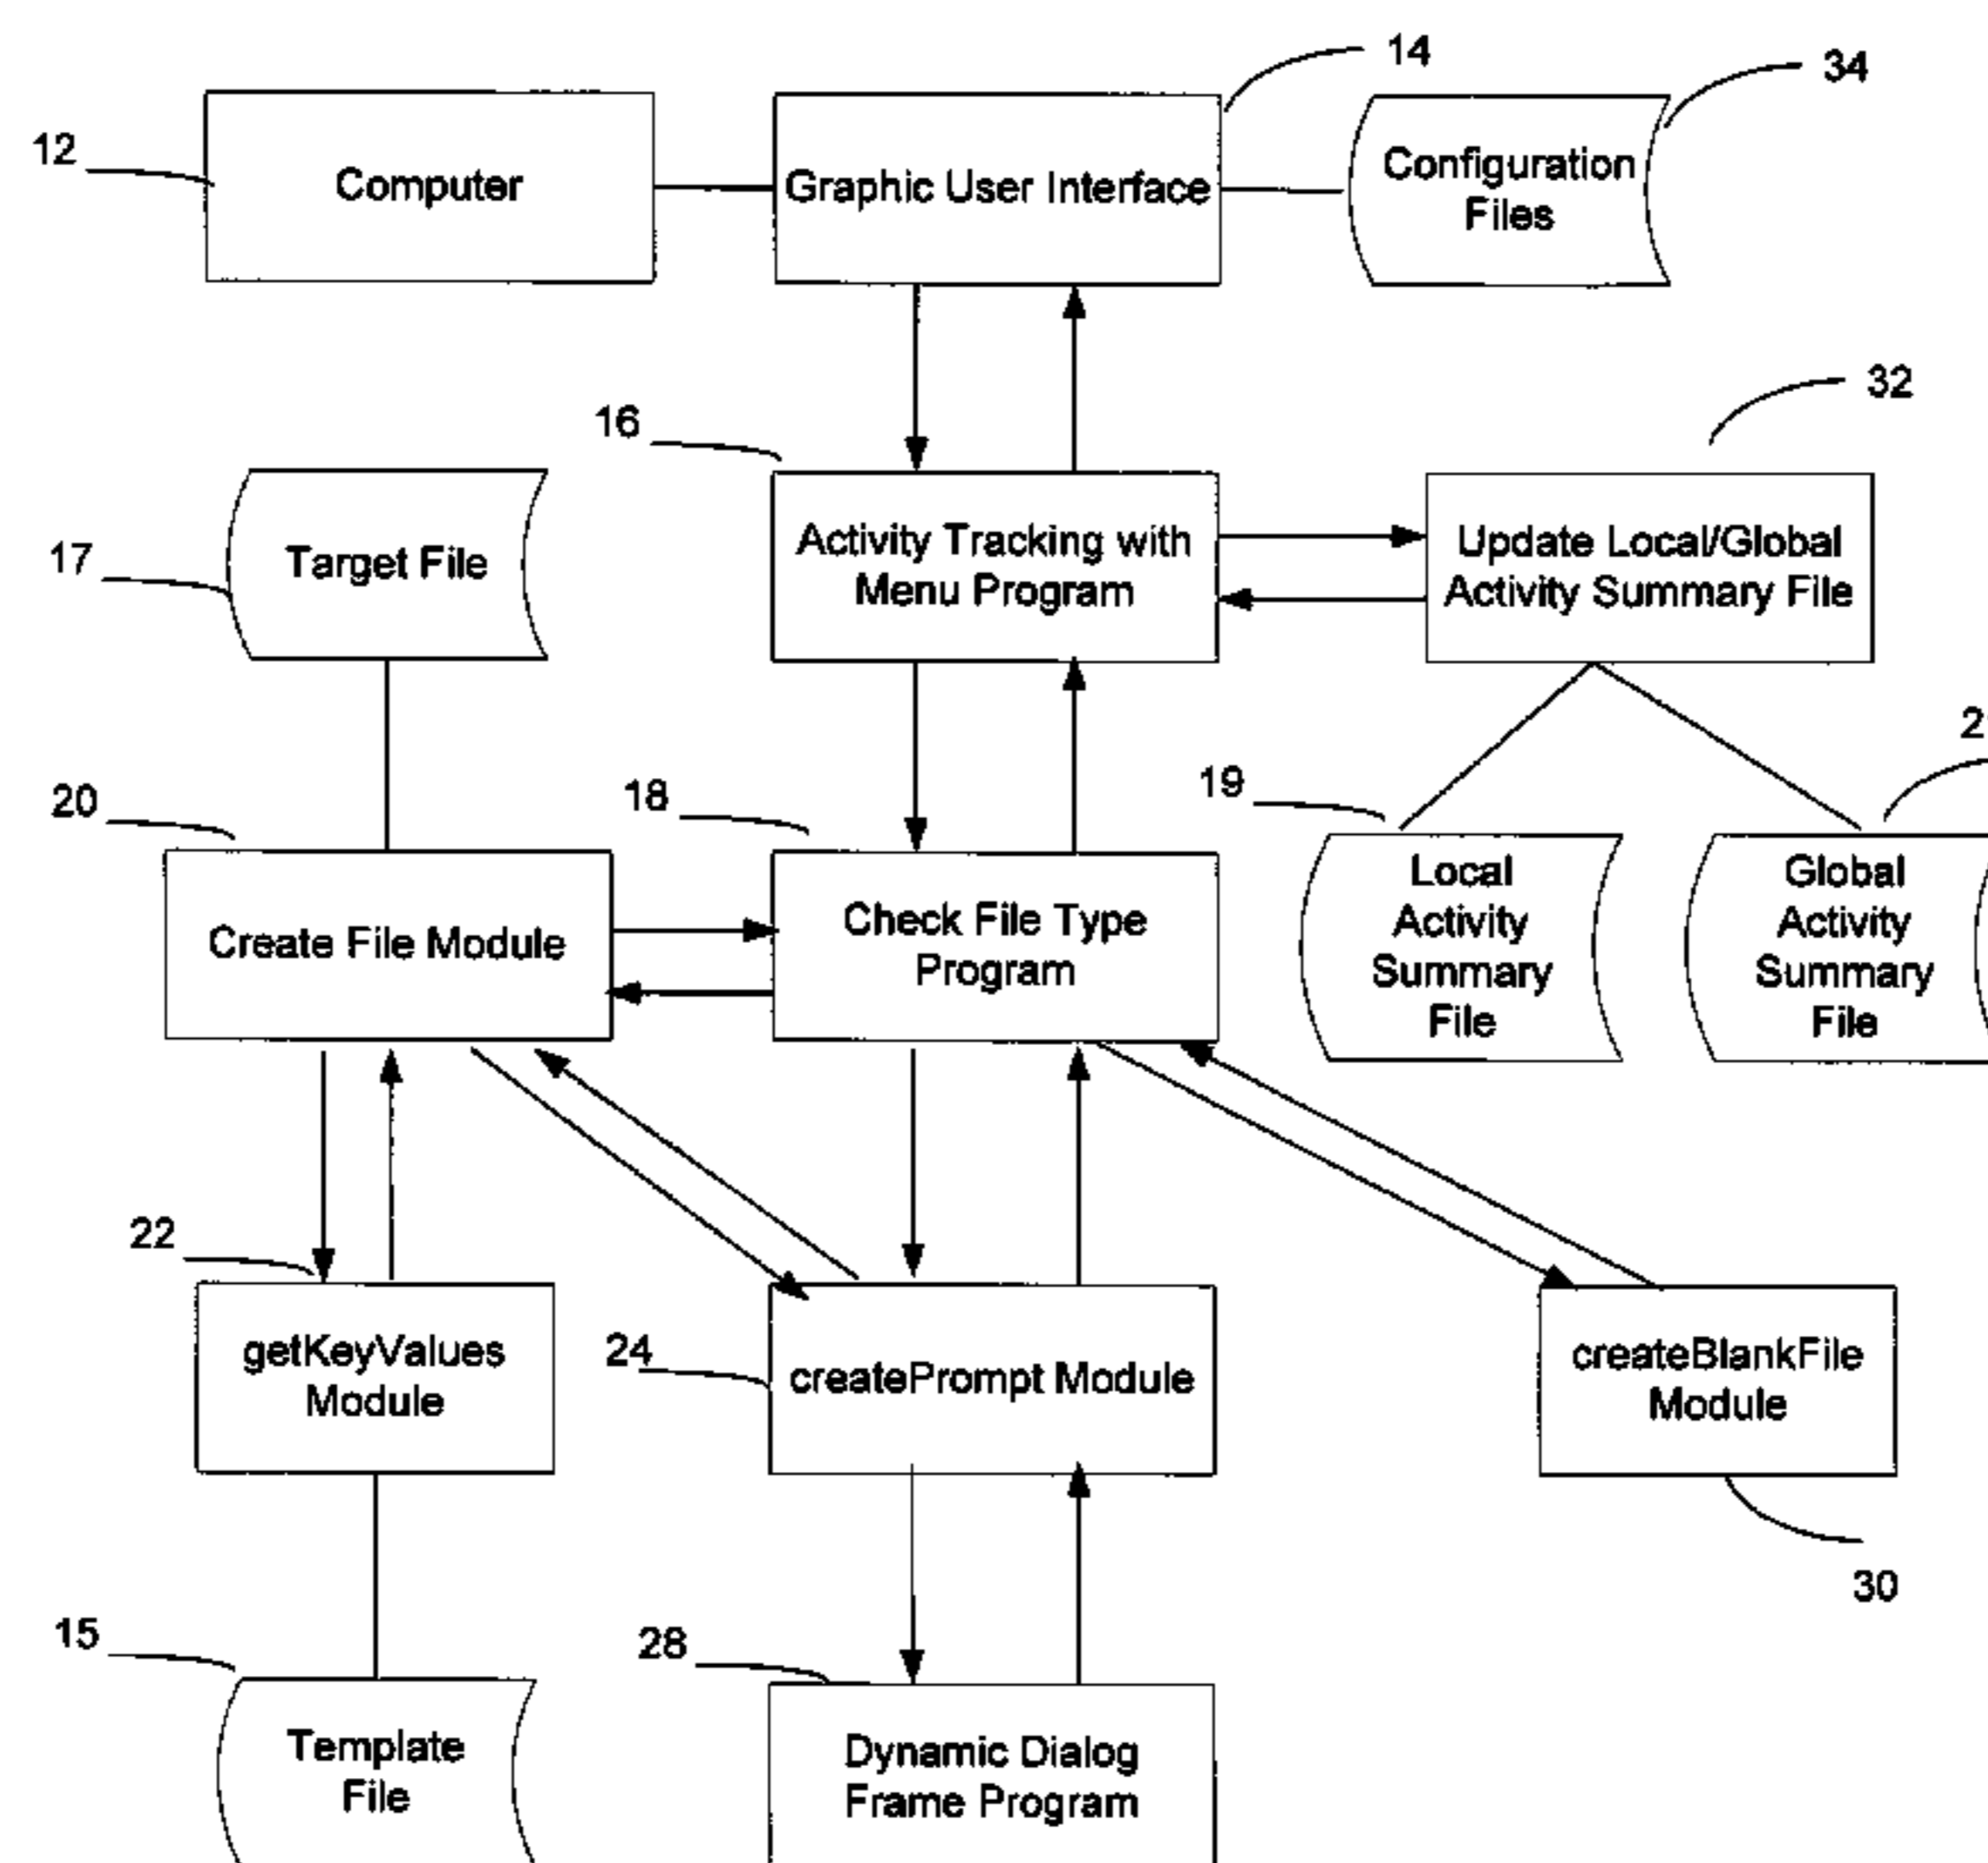 14
34
12
Computer
Graphic User Interface
Configuration
Files
32
16
17
Target File
Activity Tracking with
Menu Program
Update Local/Global
Activity Summary File
2
20
18
19
Create File Module
Check File Type
Program
Local
Activity
Summary
File
Global
Activity
Summary
File
22
getKeyValues
Module
24
createPrompt Module
createBlankFile
Module
30
15
28
Template
File
Dynamic Dialog
Frame Program